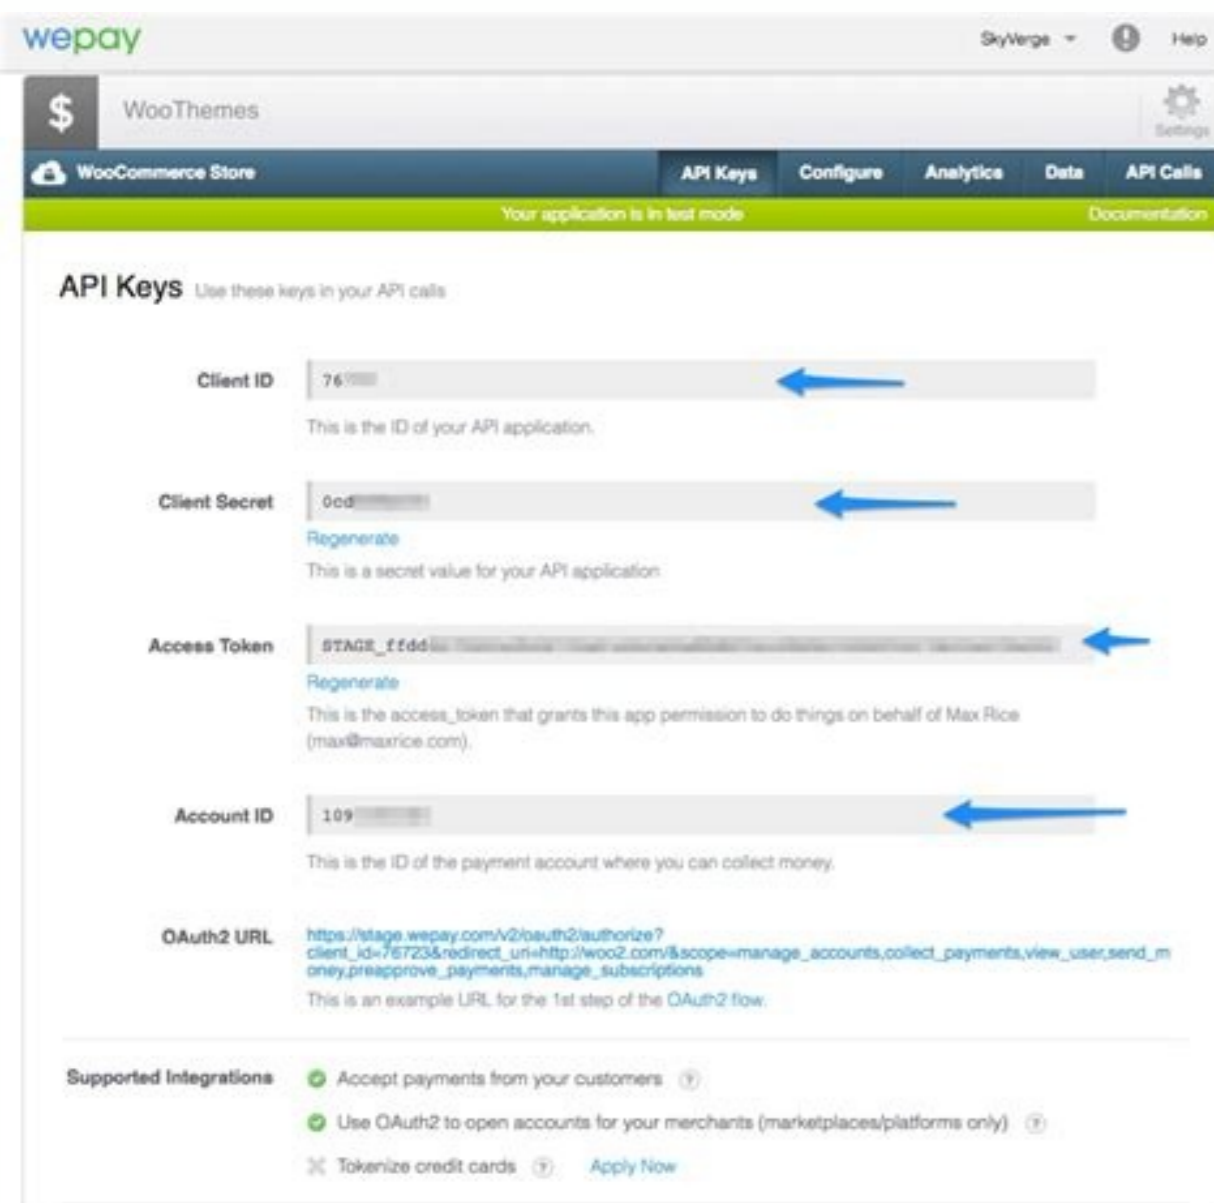 wepay
SkyVerge
Help
$ WooThemes
Settings
WooCommerce Store
API Keys
Configure
Analytics
Data
API Calls
Your application is in test mode
Documentation
API Keys Use these keys in your API calls
Client ID
76
This is the ID of your API application.
Client Secret
0cd
Regenerate
This is a secret value for your API application
Access Token
STAGE_ffdd
Regenerate
This is the access_token that grants this app permission to do things on behalf of Max Rice
(max@maxrice.com).
Account ID
109
This is the ID of the payment account where you can collect money.
OAuth2 URL
https://stage.wepay.com/v2/oauth2/authorize?
client_id=76723&redirect_uri=http://woo2.com/&scope=manage_accounts,collect_payments,view_user,send_m
oney,preapprove_payments,manage_subscriptions
This is an example URL for the 1st step of the OAuth2 flow.
Supported Integrations
Accept payments from your customers ?
Use OAuth2 to open accounts for your merchants (marketplaces/platforms only) ?
Tokenize credit cards ? Apply Now